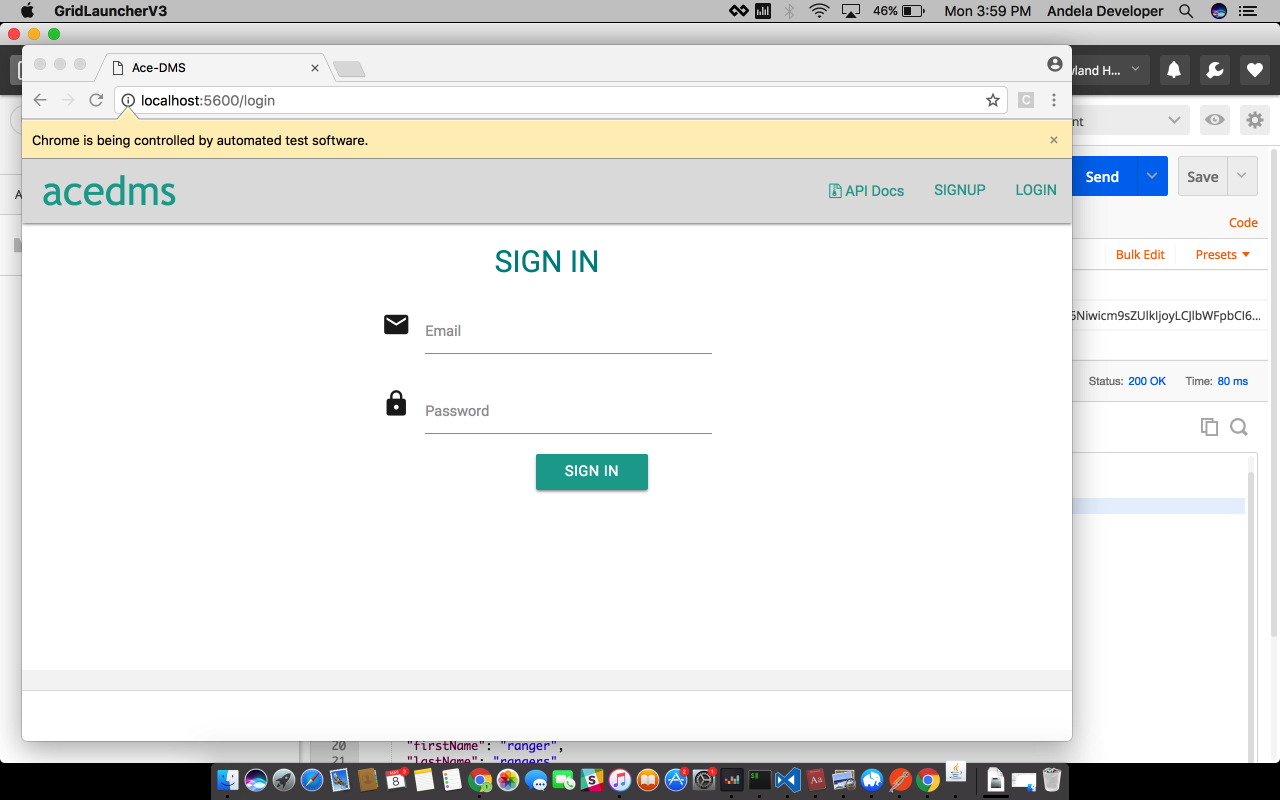 GridLauncherV3
46%
Mon 3:59 PM
Andela Developer
Ace-DMS
localhost:5600/login
Chrome is being controlled by automated test software.
acedms
API Docs
SIGNUP
LOGIN
SIGN IN
Email
Password
SIGN IN
yland H...
nt
Send
Save
Code
Bulk Edit
Presets
Status: 200 OK
Time: 80 ms
20 "firstName": "ranger",
21 "lastName": "rangers"
8